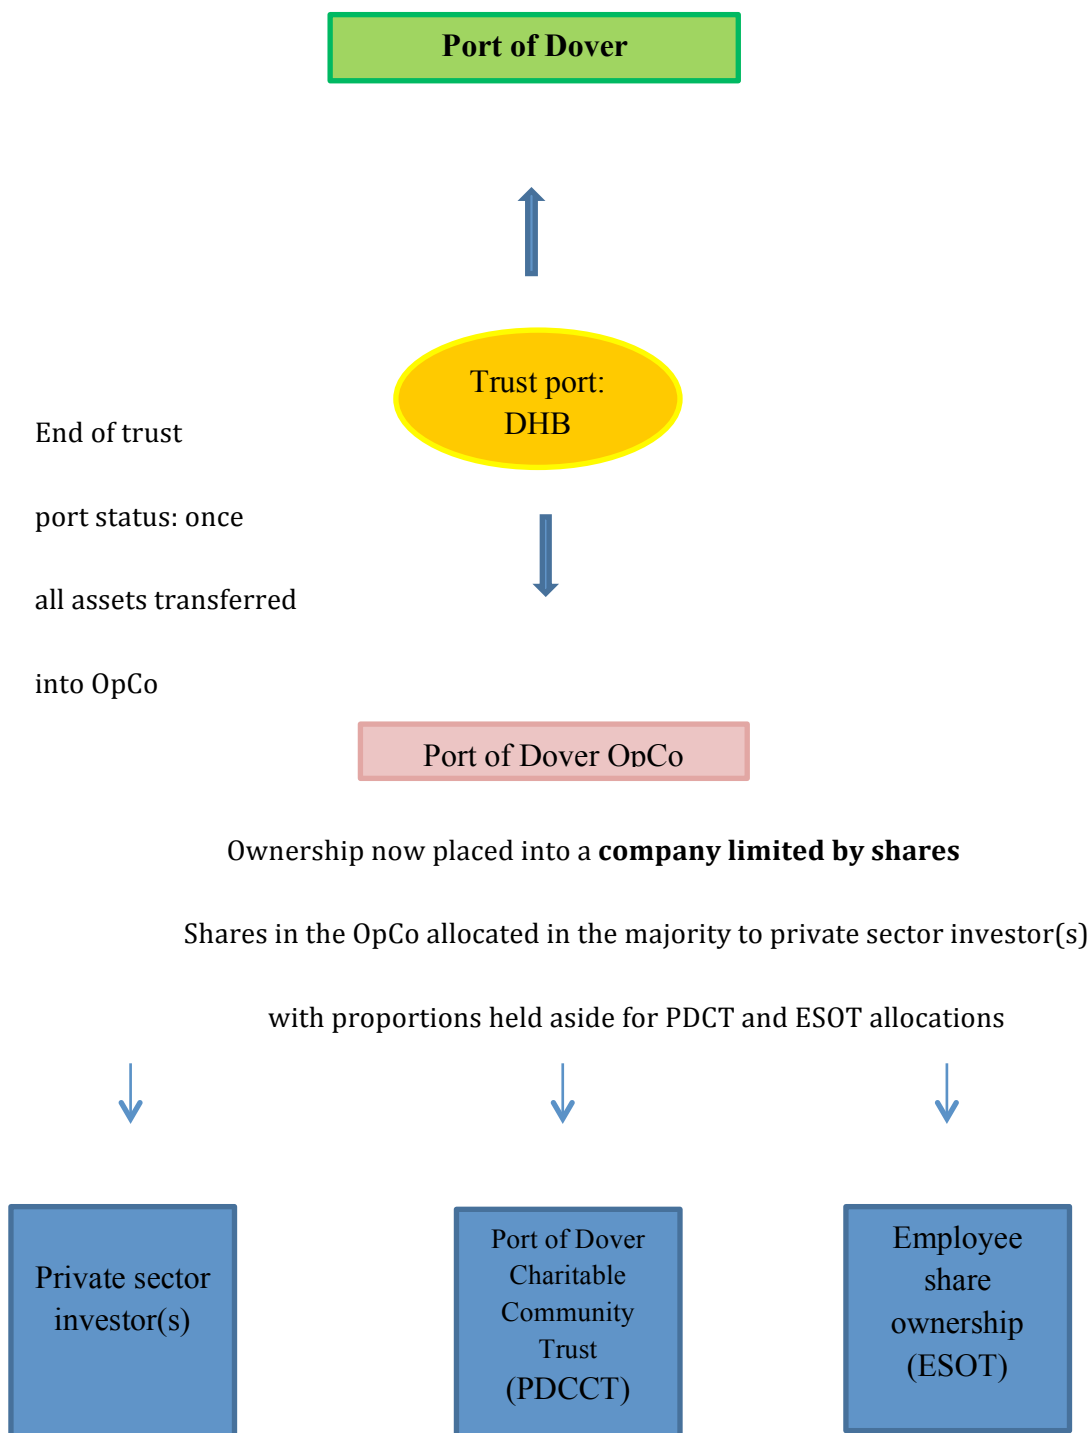 Port of Dover
Trust port:
DHB
End of trust
port status: once
all assets transferred
into OpCo
Port of Dover OpCo
Ownership now placed into a company limited by shares
Shares in the OpCo allocated in the majority to private sector investor(s)
with proportions held aside for PDCT and ESOT allocations
Private sector
investor(s)
Port of Dover
Charitable
Community
Trust
(PDCCT)
Employee
share
ownership
(ESOT)